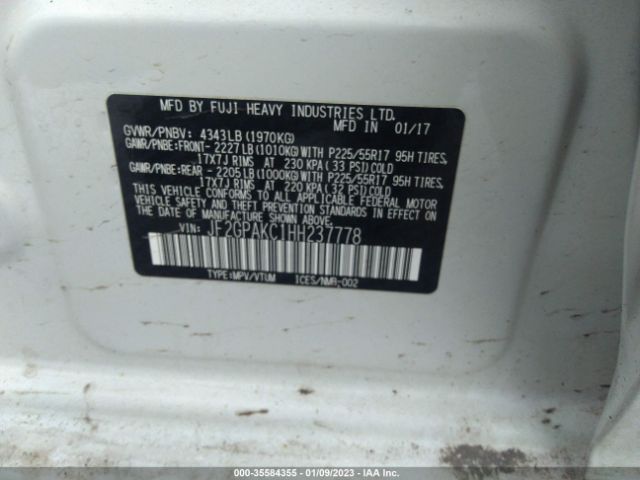 MFD BY FUJI HEAVY INDUSTRIES LTD.
MFD IN 01/17
GVWR/PNBV: 4343LB (1970KG)
GAWR/PNBE:FRONT- 2227LB(1010KG)WITH P225/55R17 95H TIRES,
17X7J RIMS AT 230 KPA( 33 PSI)COLD
GAWR/PNBE:REAR - 2205LB(1000KG)WITH P225/55R17 95H TIRES,
17X7J RIMS AT 220 KPA( 32 PSI)COLD
THIS VEHICLE CONFORMS TO ALL APPLICABLE FEDERAL MOTOR
VEHICLE SAFETY AND THEFT PREVENTION STANDARDS IN EFFECT
ON THE DATE OF MANUFACTURE SHOWN ABOVE.
VIN: JF2GPAKC1HH237778
TYPE:MPV/VTUM ICES/NMB-002
000-35584355 - 01/09/2023 - IAA Inc.